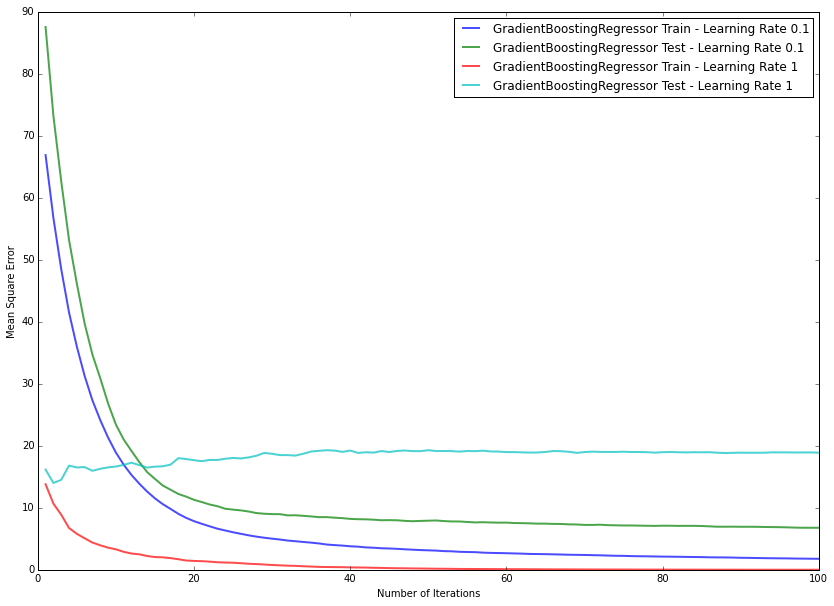 90
80
70
60
50
40
30
20
10
0
Mean Square Error
GradientBoostingRegressor Train - Learning Rate 0.1
GradientBoostingRegressor Test - Learning Rate 0.1
GradientBoostingRegressor Train - Learning Rate 1
GradientBoostingRegressor Test - Learning Rate 1
0 20 40 60 80 100
Number of Iterations